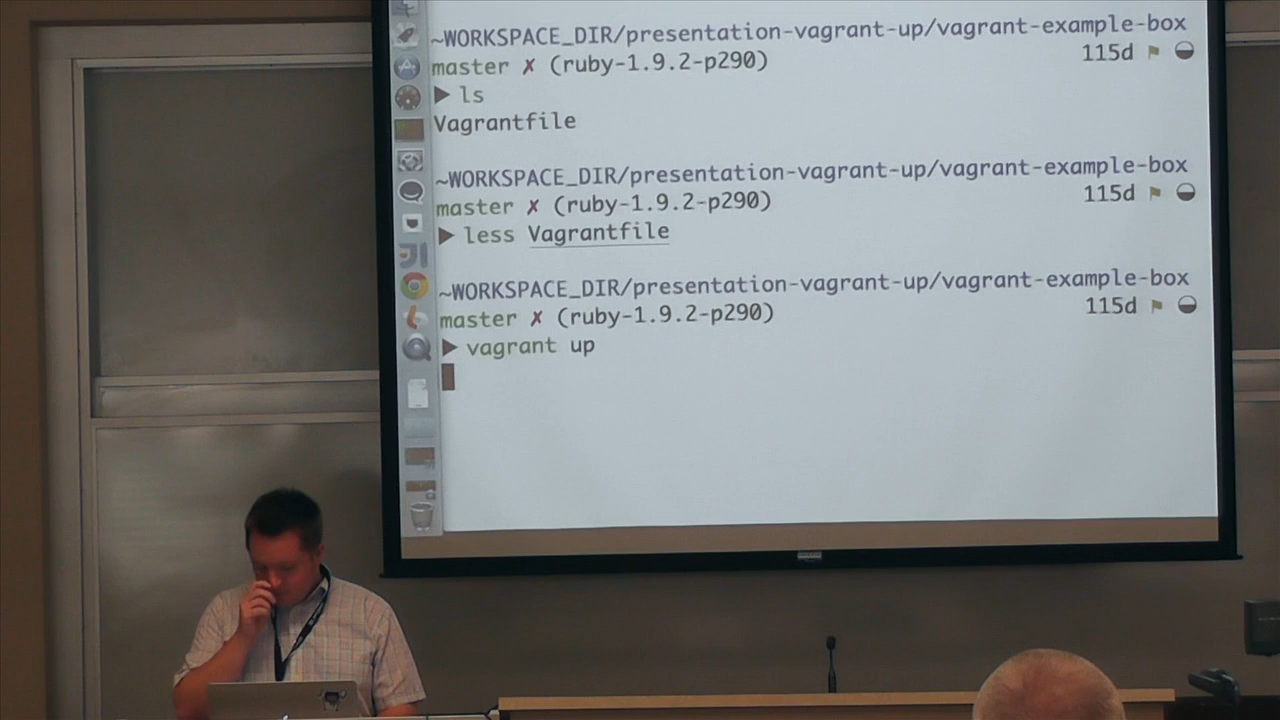 ~WORKSPACE_DIR/presentation-vagrant-up/vagrant-example-box
master ✗ (ruby-1.9.2-p290) 115d
▶ ls
Vagrantfile
~WORKSPACE_DIR/presentation-vagrant-up/vagrant-example-box
master ✗ (ruby-1.9.2-p290) 115d
▶ less Vagrantfile
~WORKSPACE_DIR/presentation-vagrant-up/vagrant-example-box
master ✗ (ruby-1.9.2-p290) 115d
▶ vagrant up